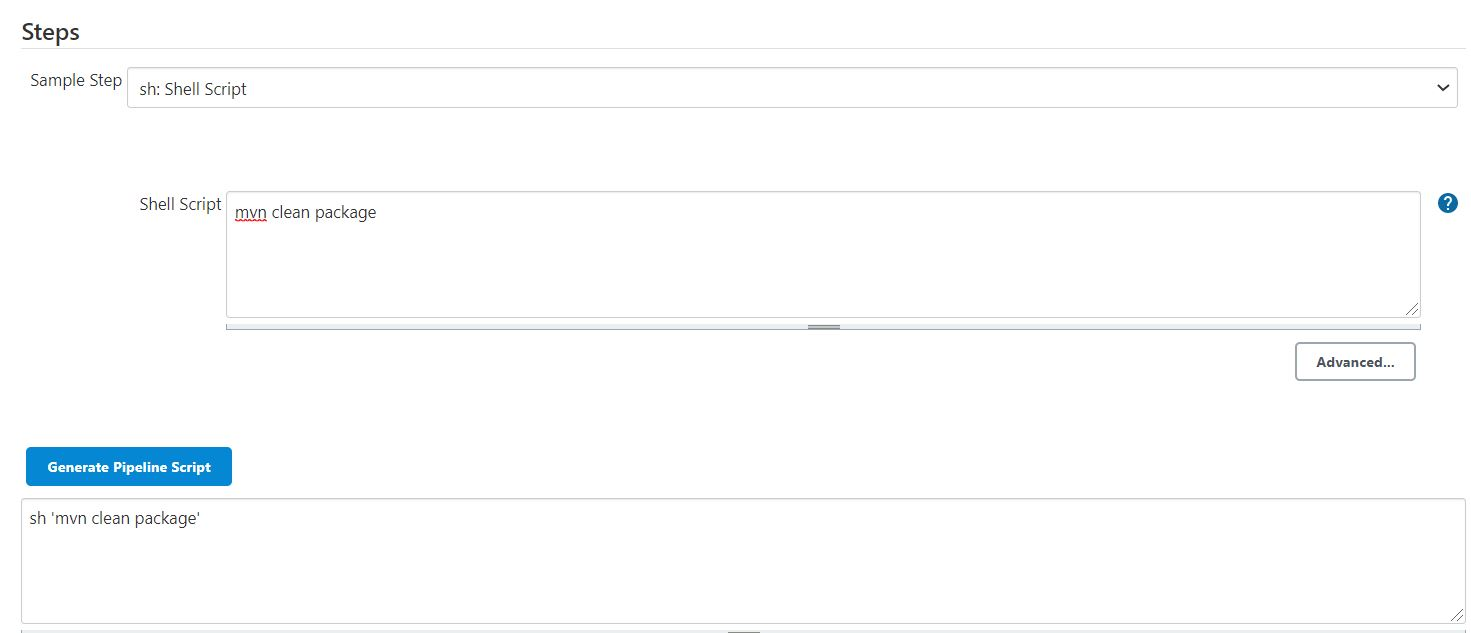 Steps
Sample Step
sh: Shell Script
Shell Script
mvn clean package
?
Advanced...
Generate Pipeline Script
sh 'mvn clean package'